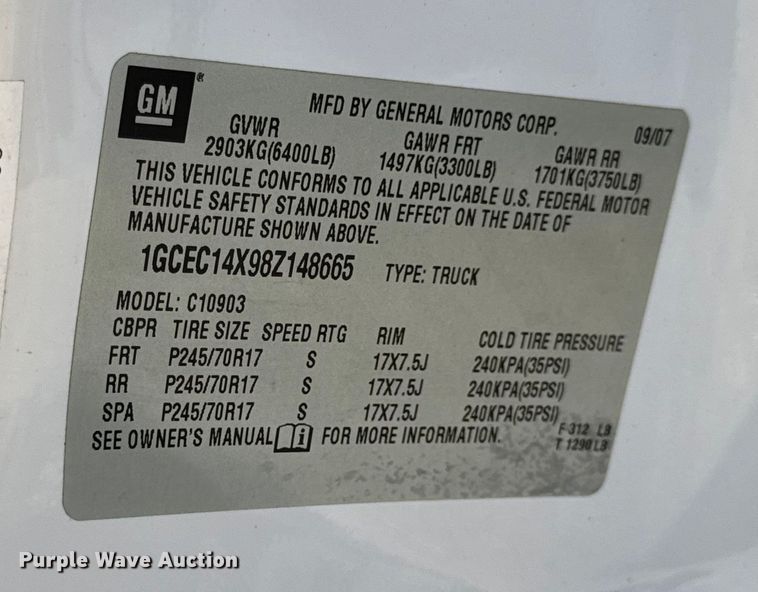 GM®
MFD BY GENERAL MOTORS CORP. 09/07
GVWR GAWR FRT GAWR RR
2903KG(6400LB) 1497KG(3300LB) 1701KG(3750LB)
THIS VEHICLE CONFORMS TO ALL APPLICABLE U.S. FEDERAL MOTOR
VEHICLE SAFETY STANDARDS IN EFFECT ON THE DATE OF
MANUFACTURE SHOWN ABOVE.
1GCEC14X98Z148665 TYPE: TRUCK
MODEL: C10903
CBPR TIRE SIZE SPEED RTG RIM COLD TIRE PRESSURE
FRT P245/70R17 S 17X7.5J 240KPA(35PSI)
RR P245/70R17 S 17X7.5J 240KPA(35PSI)
SPA P245/70R17 S 17X7.5J 240KPA(35PSI)
SEE OWNER'S MANUAL i FOR MORE INFORMATION.
F 312 LB
T 1290 LB
Purple Wave Auction